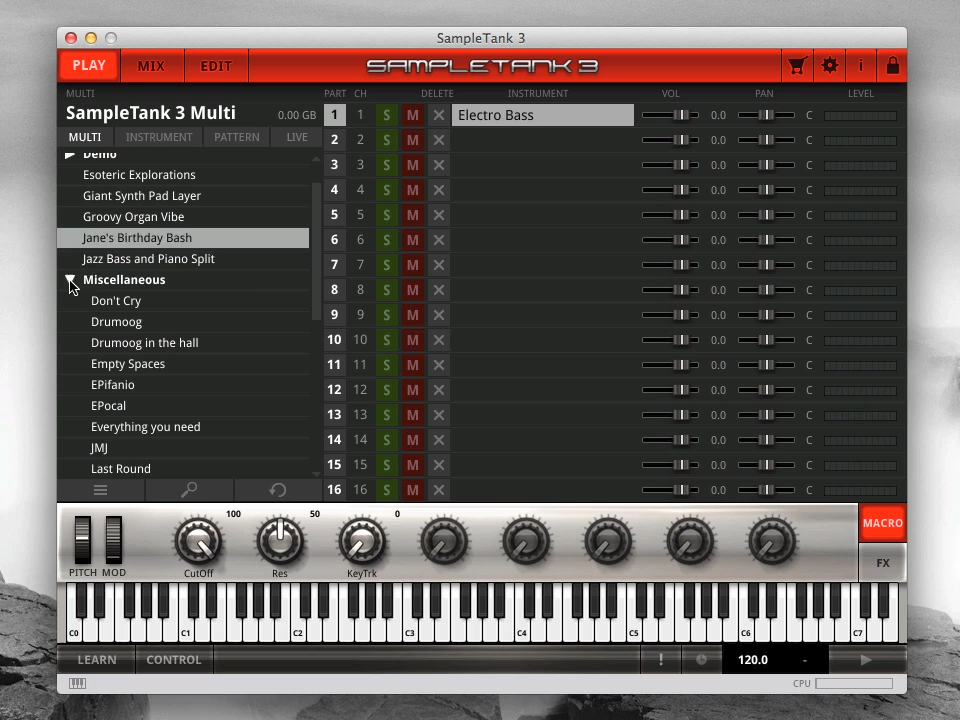 SampleTank 3
PLAY MIX EDIT SAMPLETANK 3 i
MULTI PART CH DELETE INSTRUMENT VOL PAN LEVEL
SampleTank 3 Multi 0.00 GB
MULTI INSTRUMENT PATTERN LIVE
Demo
Esoteric Explorations
Giant Synth Pad Layer
Groovy Organ Vibe
Jane's Birthday Bash
Jazz Bass and Piano Split
Miscellaneous
Don't Cry
Drumoog
Drumoog in the hall
Empty Spaces
EPifanio
EPocal
Everything you need
JMJ
Last Round
1 1 S M X Electro Bass 0.0 C
2 2 S M X 0.0 C
3 3 S M X 0.0 C
4 4 S M X 0.0 C
5 5 S M X 0.0 C
6 6 S M X 0.0 C
7 7 S M X 0.0 C
8 8 S M X 0.0 C
9 9 S M X 0.0 C
10 10 S M X 0.0 C
11 11 S M X 0.0 C
12 12 S M X 0.0 C
13 13 S M X 0.0 C
14 14 S M X 0.0 C
15 15 S M X 0.0 C
16 16 S M X 0.0 C
100 50 0
MACRO
PITCH MOD CutOff Res KeyTrk
FX
C0 C1 C2 C3 C4 C5 C6 C7
LEARN CONTROL ! 120.0 -
CPU